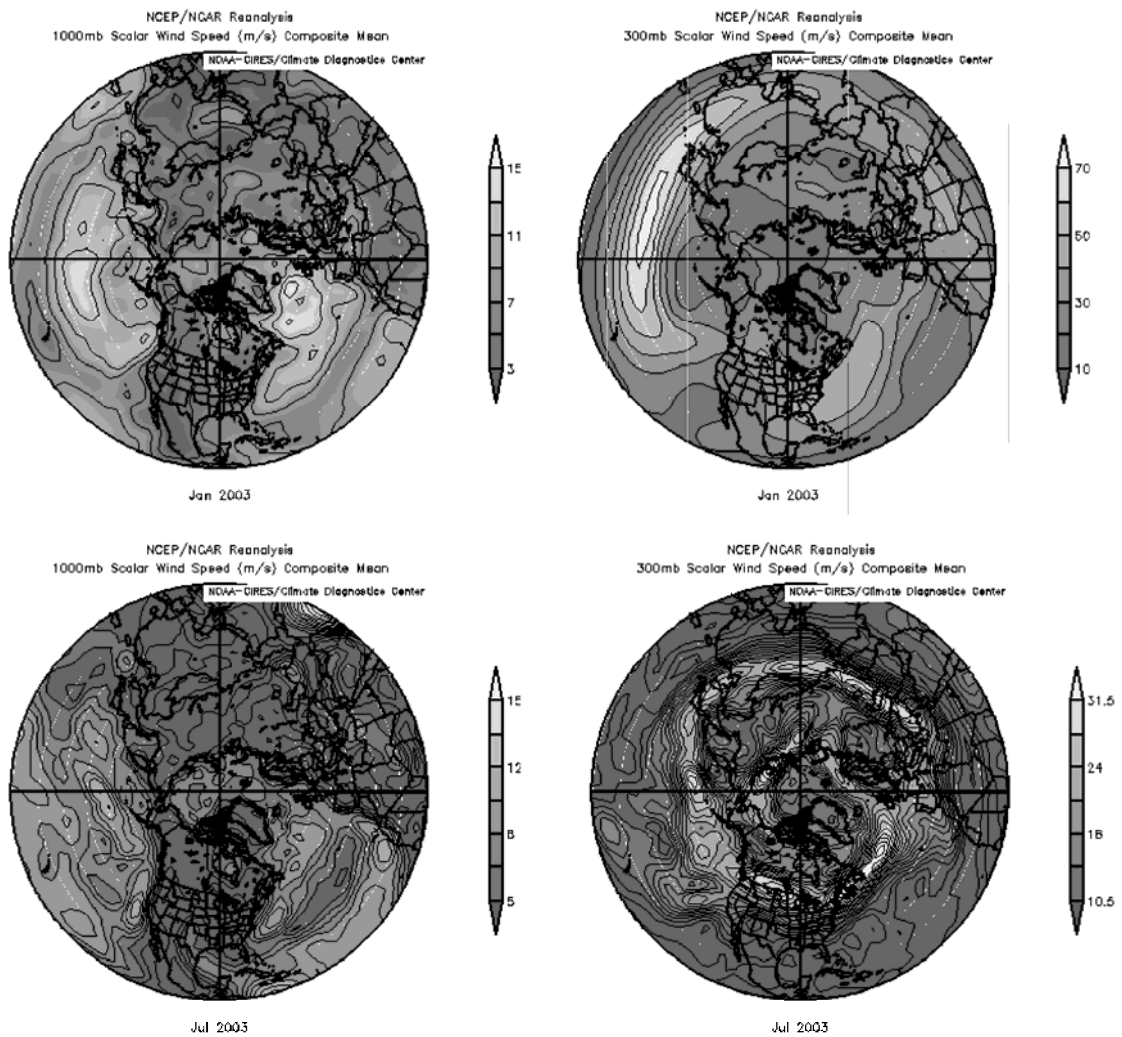 NCEP/NCAR Reanalysis
1000mb Scalar Wind Speed (m/s) Composite Mean
NOAA-CIRES/Climate Diagnostics Center
15
11
7
3
Jan 2003
NCEP/NCAR Reanalysis
300mb Scalar Wind Speed (m/s) Composite Mean
NOAA-CIRES/Climate Diagnostics Center
70
50
30
10
Jan 2003
NCEP/NCAR Reanalysis
1000mb Scalar Wind Speed (m/s) Composite Mean
NOAA-CIRES/Climate Diagnostics Center
15
12
8
5
Jul 2003
NCEP/NCAR Reanalysis
300mb Scalar Wind Speed (m/s) Composite Mean
NOAA-CIRES/Climate Diagnostics Center
31.5
24
18
10.5
Jul 2003